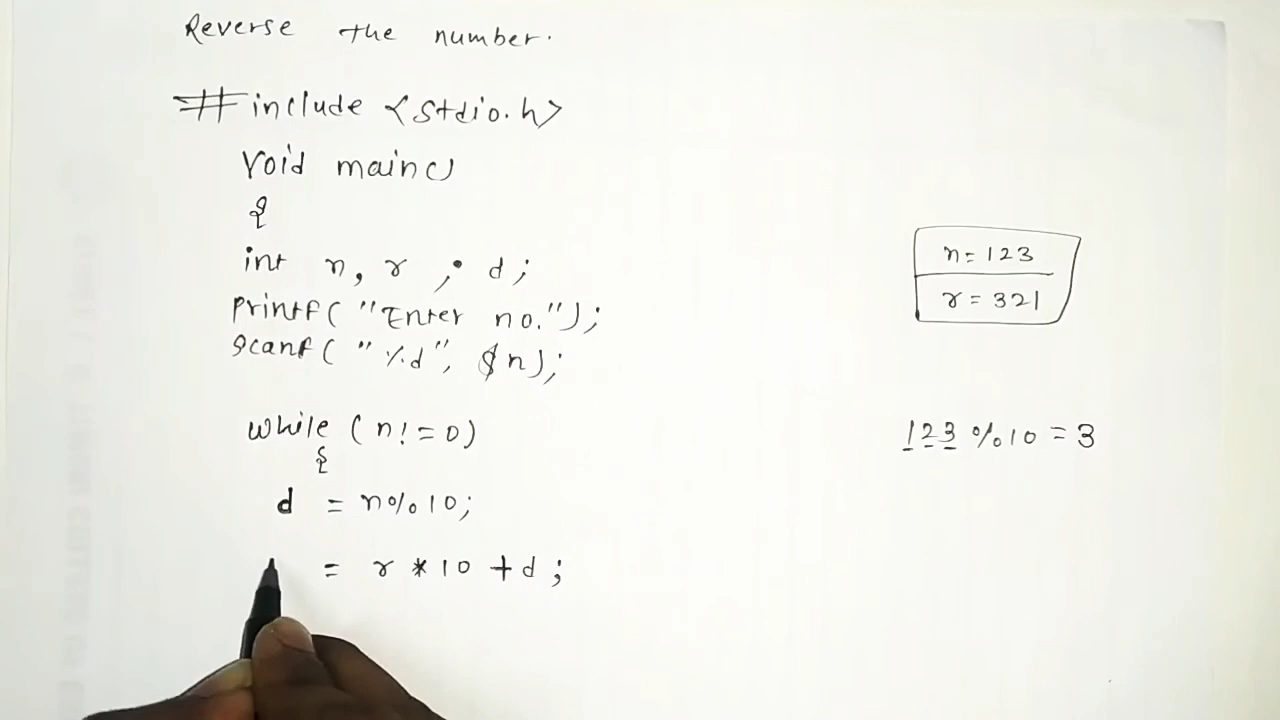 Reverse the number.
#include <stdio.h>
void main()
{
int n, r , d;
printf("Enter no.");
scanf("%d", &n);
while(n!=0)
{
d = n%10;
= r*10+d;
n=123
r=321
123%10=3